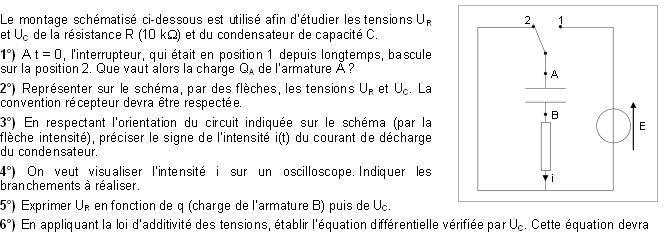 Le montage schématisé ci-dessous est utilisé afin d'étudier les tensions UR
et UC de la résistance R (10 kΩ) et du condensateur de capacité C.
1°) A t = 0, l'interrupteur, qui était en position 1 depuis longtemps, bascule
sur la position 2. Que vaut alors la charge QA de l'armature A ?
2°) Représenter sur le schéma, par des flèches, les tensions UR et UC. La
convention récepteur devra être respectée.
3°) En respectant l'orientation du circuit indiquée sur le schéma (par la
flèche intensité), préciser le signe de l'intensité i(t) du courant de décharge
du condensateur.
4°) On veut visualiser l'intensité i sur un oscilloscope. Indiquer les
branchements à réaliser.
5°) Exprimer UR en fonction de q (charge de l'armature B) puis de UC.
6°) En appliquant la loi d'additivité des tensions, établir l'équation différentielle vérifiée par UC. Cette équation devra
2 1
A
B
E
i